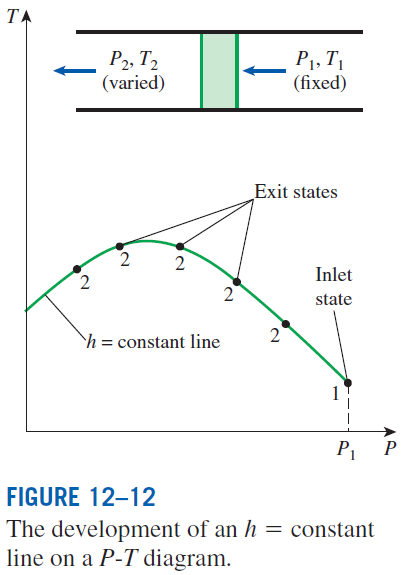 T
P2, T2
(varied)
P1, T1
(fixed)
Exit states
2
2
2
2
2
Inlet
state
h = constant line
1
P1
P
FIGURE 12–12
The development of an h = constant
line on a P-T diagram.